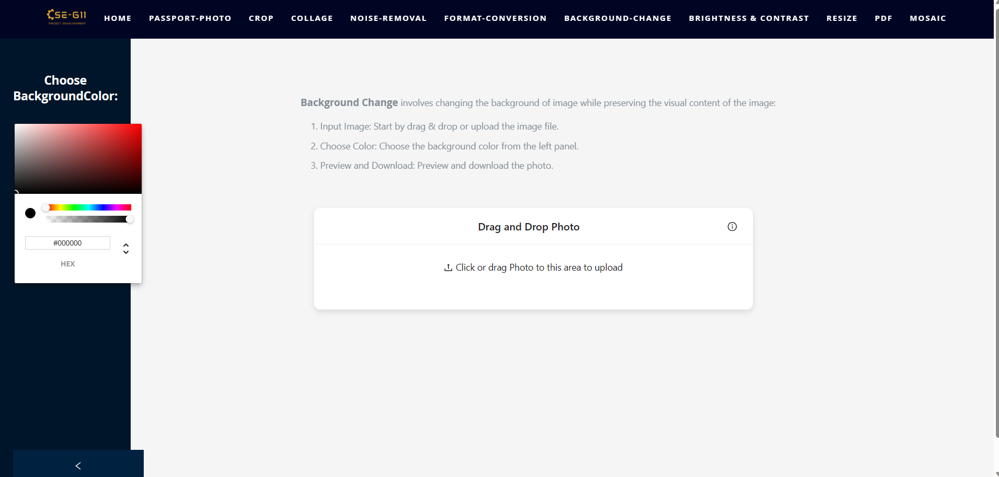 CSE-G11
PROJECT DEVELOPEMENT
HOME PASSPORT-PHOTO CROP COLLAGE NOISE-REMOVAL FORMAT-CONVERSION BACKGROUND-CHANGE BRIGHTNESS & CONTRAST RESIZE PDF MOSAIC
Choose
BackgroundColor:
#000000
HEX
Background Change involves changing the background of image while preserving the visual content of the image:
1. Input Image: Start by drag & drop or upload the image file.
2. Choose Color: Choose the background color from the left panel.
3. Preview and Download: Preview and download the photo.
Drag and Drop Photo
Click or drag Photo to this area to upload